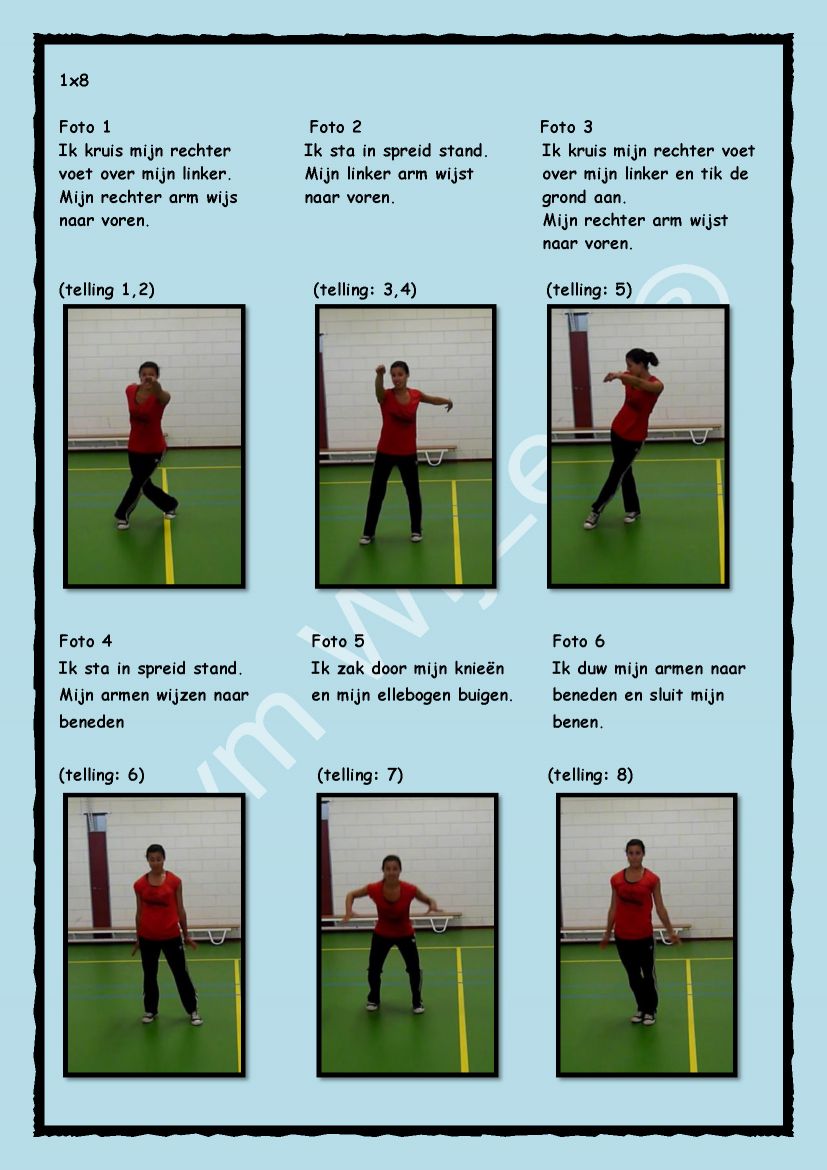 1x8
Foto 1
Ik kruis mijn rechter
voet over mijn linker.
Mijn rechter arm wijs
naar voren.
(telling 1,2)
Foto 2
Ik sta in spreid stand.
Mijn linker arm wijst
naar voren.
(telling: 3,4)
Foto 3
Ik kruis mijn rechter voet
over mijn linker en tik de
grond aan.
Mijn rechter arm wijst
naar voren.
(telling: 5)
Foto 4
Ik sta in spreid stand.
Mijn armen wijzen naar
beneden
(telling: 6)
Foto 5
Ik zak door mijn knieën
en mijn ellebogen buigen.
(telling: 7)
Foto 6
Ik duw mijn armen naar
beneden en sluit mijn
benen.
(telling: 8)